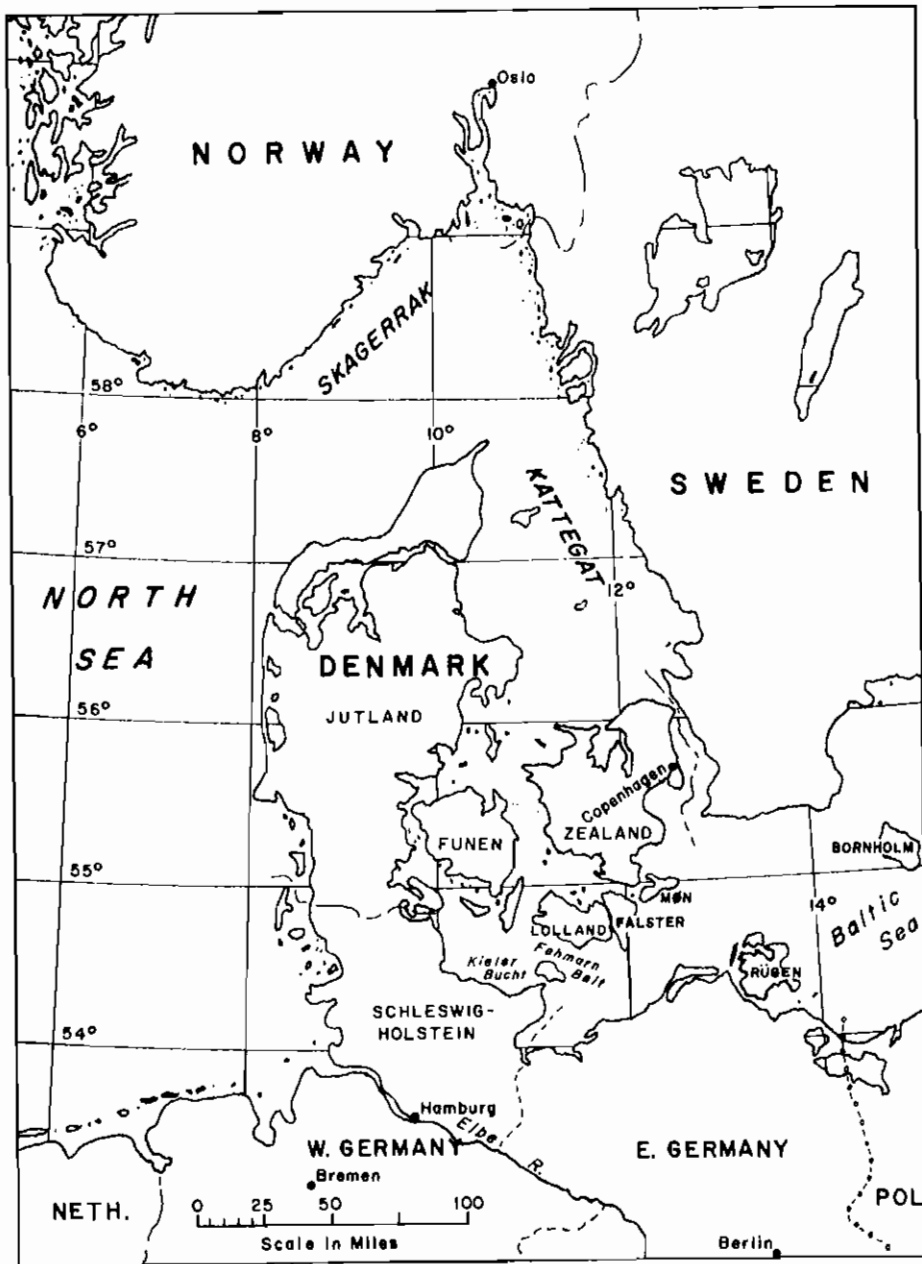 Oslo
NORWAY
SKAGERRAK
58°
6°
8°
10°
KATTEGAT
SWEDEN
57°
12°
NORTH
SEA
DENMARK
JUTLAND
56°
Copenhagen
ZEALAND
FUNEN
BORNHOLM
55°
MØN
14°
Baltic
Sea
LOLLAND
FALSTER
Kieler
Bucht
Fehmarn
Belt
RÜGEN
SCHLESWIG-
HOLSTEIN
54°
Hamburg
Elbe
R.
W. GERMANY
E. GERMANY
Bremen
NETH.
POL
0 25 50 100
Scale In Miles
Berlin